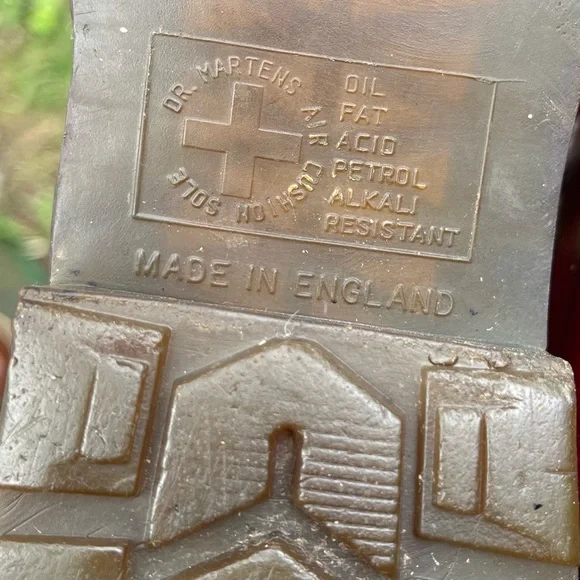 DR. MARTENS AIR CUSHION SOLE
OIL
FAT
ACID
PETROL
ALKALI
RESISTANT
MADE IN ENGLAND